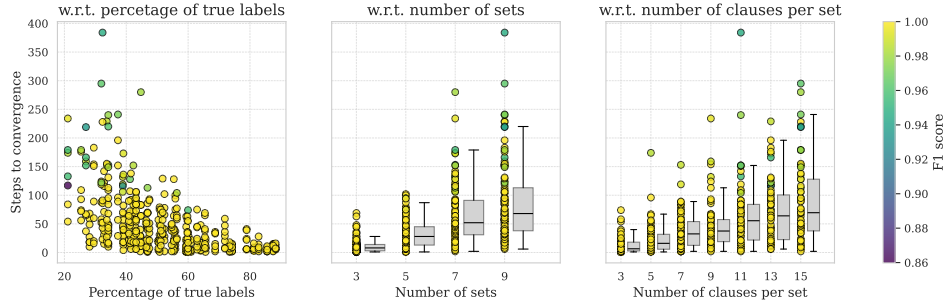 w.r.t. percetage of true labels
w.r.t. number of sets
w.r.t. number of clauses per set
Steps to convergence
400
350
300
250
200
150
100
50
0
20 40 60 80
Percentage of true labels
3 5 7 9
Number of sets
3 5 7 9 11 13 15
Number of clauses per set
1.00
0.98
0.96
0.94
0.92
0.90
0.88
0.86
F1 score